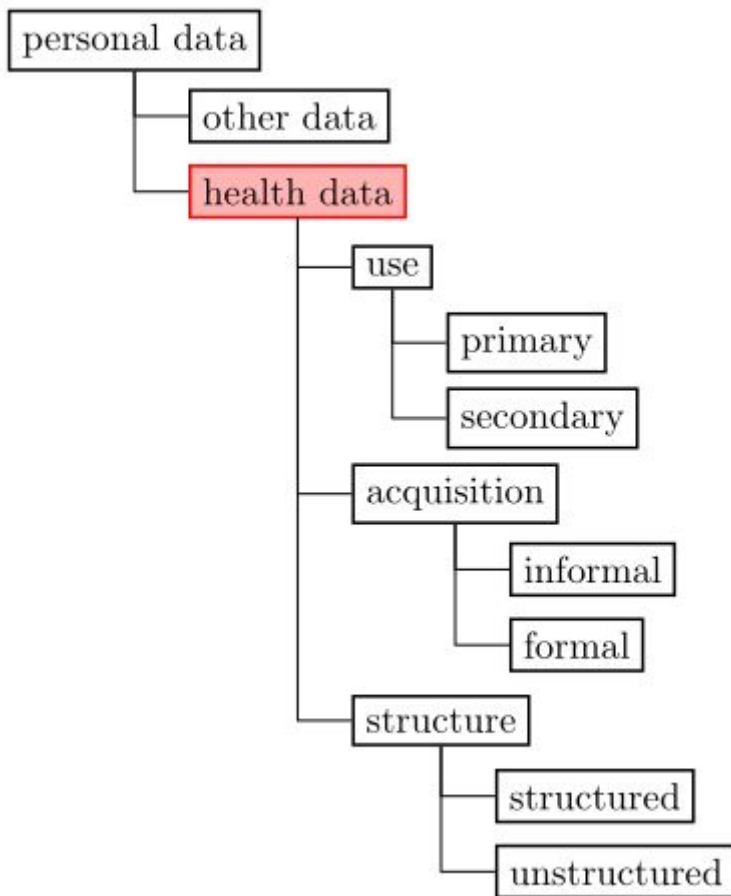 personal data
other data
health data
use
primary
secondary
acquisition
informal
formal
structure
structured
unstructured